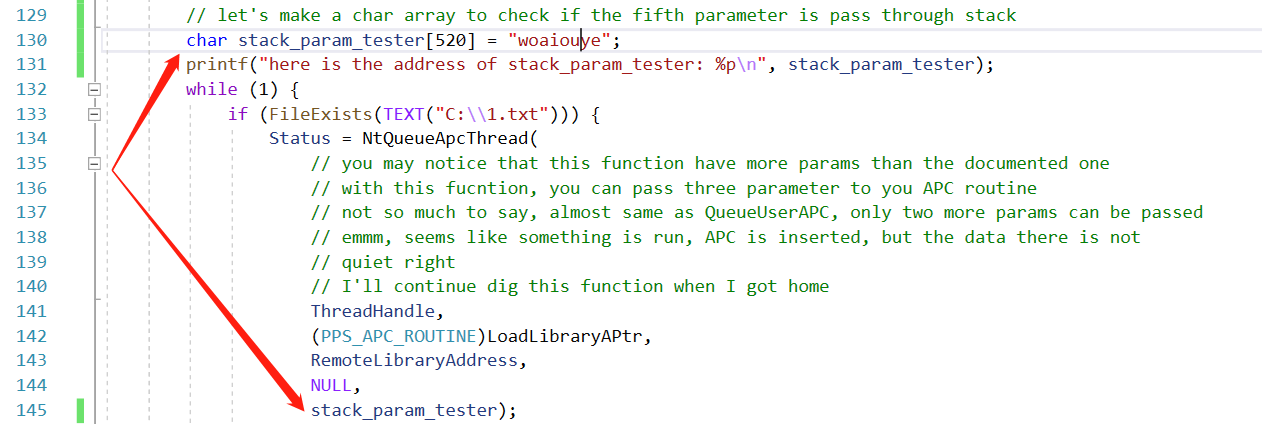 129 // let's make a char array to check if the fifth parameter is pass through stack
130 char stack_param_tester[520] = "woaiouye";
131 printf("here is the address of stack_param_tester: %p\n", stack_param_tester);
132 while (1) {
133 if (FileExists(TEXT("C:\\1.txt"))) {
134 Status = NtQueueApcThread(
135 // you may notice that this function have more params than the documented one
136 // with this fucntion, you can pass three parameter to you APC routine
137 // not so much to say, almost same as QueueUserAPC, only two more params can be passed
138 // emmm, seems like something is run, APC is inserted, but the data there is not
139 // quiet right
140 // I'll continue dig this function when I got home
141 ThreadHandle,
142 (PPS_APC_ROUTINE)LoadLibraryAPtr,
143 RemoteLibraryAddress,
144 NULL,
145 stack_param_tester);